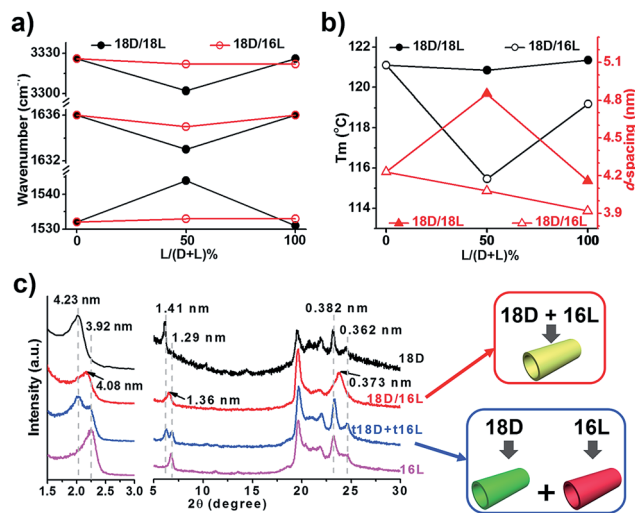 a)
18D/18L
18D/16L
Wavenumber (cm⁻¹)
3320
3300
1636
1632
1540
1530
0
50
100
L/(D+L)%
b)
18D/18L
18D/16L
Tm (°C)
122
121
120
118
116
114
5.1
4.8
4.5
4.2
3.9
d-spacing (nm)
18D/18L
18D/16L
0
50
100
L/(D+L)%
c)
4.23 nm
3.92 nm
4.08 nm
1.41 nm
1.29 nm
1.36 nm
0.382 nm
0.362 nm
0.373 nm
18D
18D/16L
t18D+t16L
16L
Intensity (a.u.)
1.5
2.0
2.5
3.0
5
10
15
20
25
30
2θ (degree)
18D + 16L
18D
16L
+